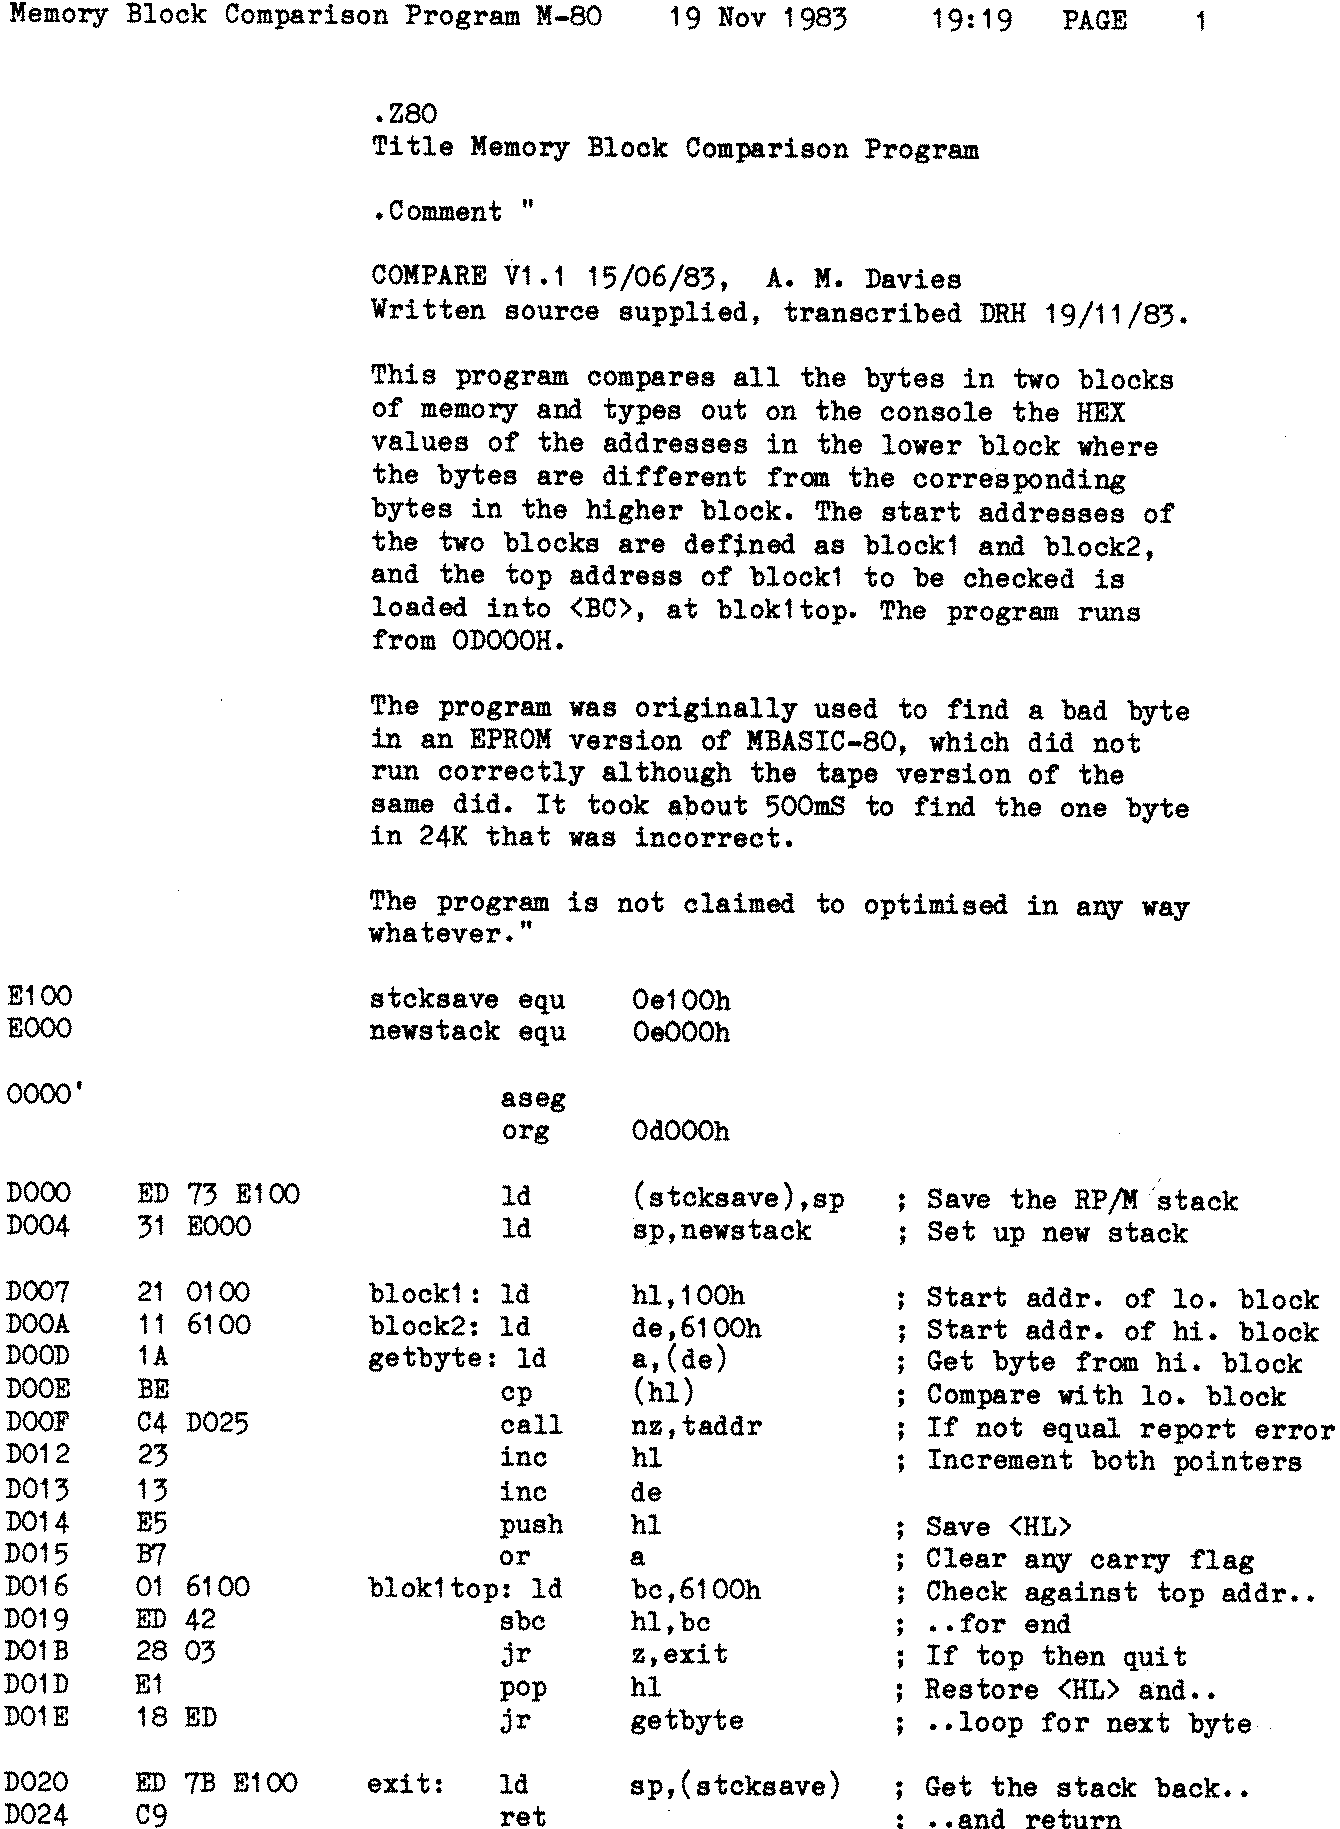 Memory Block Comparison Program M-80    19 Nov 1983     19:19   PAGE    1
.Z80
Title Memory Block Comparison Program
.Comment "
COMPARE V1.1 15/06/83,  A. M. Davies
Written source supplied, transcribed DRH 19/11/83.
This program compares all the bytes in two blocks
of memory and types out on the console the HEX
values of the addresses in the lower block where
the bytes are different from the corresponding
bytes in the higher block. The start addresses of
the two blocks are defined as block1 and block2,
and the top address of block1 to be checked is
loaded into <BC>, at blok1top. The program runs
from 0D000H.
The program was originally used to find a bad byte
in an EPROM version of MBASIC-80, which did not
run correctly although the tape version of the
same did. It took about 500mS to find the one byte
in 24K that was incorrect.
The program is not claimed to optimised in any way
whatever."
E100                  stcksave equ    0e100h
E000                  newstack equ    0e000h
0000'                         aseg
                              org     0d000h
D000    ED 73 E100            ld      (stcksave),sp   ; Save the RP/M stack
D004    31 E000               ld      sp,newstack     ; Set up new stack
D007    21 0100       block1: ld      hl,100h         ; Start addr. of lo. block
D00A    11 6100       block2: ld      de,6100h        ; Start addr. of hi. block
D00D    1A            getbyte: ld     a,(de)          ; Get byte from hi. block
D00E    BE                    cp      (hl)            ; Compare with lo. block
D00F    C4 D025               call    nz,taddr        ; If not equal report error
D012    23                    inc     hl              ; Increment both pointers
D013    13                    inc     de
D014    E5                    push    hl              ; Save <HL>
D015    B7                    or      a               ; Clear any carry flag
D016    01 6100       blok1top: ld    bc,6100h        ; Check against top addr..
D019    ED 42                 sbc     hl,bc           ; ..for end
D01B    28 03                 jr      z,exit          ; If top then quit
D01D    E1                    pop     hl              ; Restore <HL> and..
D01E    18 ED                 jr      getbyte         ; ..loop for next byte
D020    ED 7B E100    exit:   ld      sp,(stcksave)   ; Get the stack back..
D024    C9                    ret                     ; ..and return